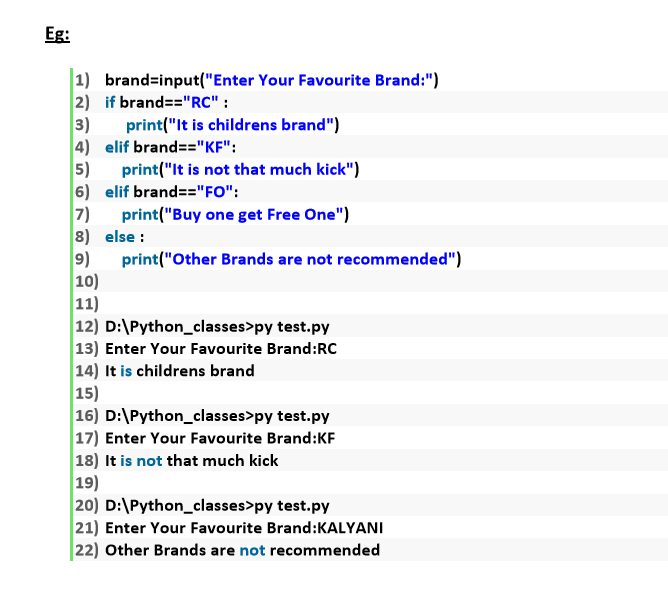 Eg:
1) brand=input("Enter Your Favourite Brand:")
2) if brand=="RC" :
3) print("It is childrens brand")
4) elif brand=="KF":
5) print("It is not that much kick")
6) elif brand=="FO":
7) print("Buy one get Free One")
8) else :
9) print("Other Brands are not recommended")
10)
11)
12) D:\Python_classes>py test.py
13) Enter Your Favourite Brand:RC
14) It is childrens brand
15)
16) D:\Python_classes>py test.py
17) Enter Your Favourite Brand:KF
18) It is not that much kick
19)
20) D:\Python_classes>py test.py
21) Enter Your Favourite Brand:KALYANI
22) Other Brands are not recommended